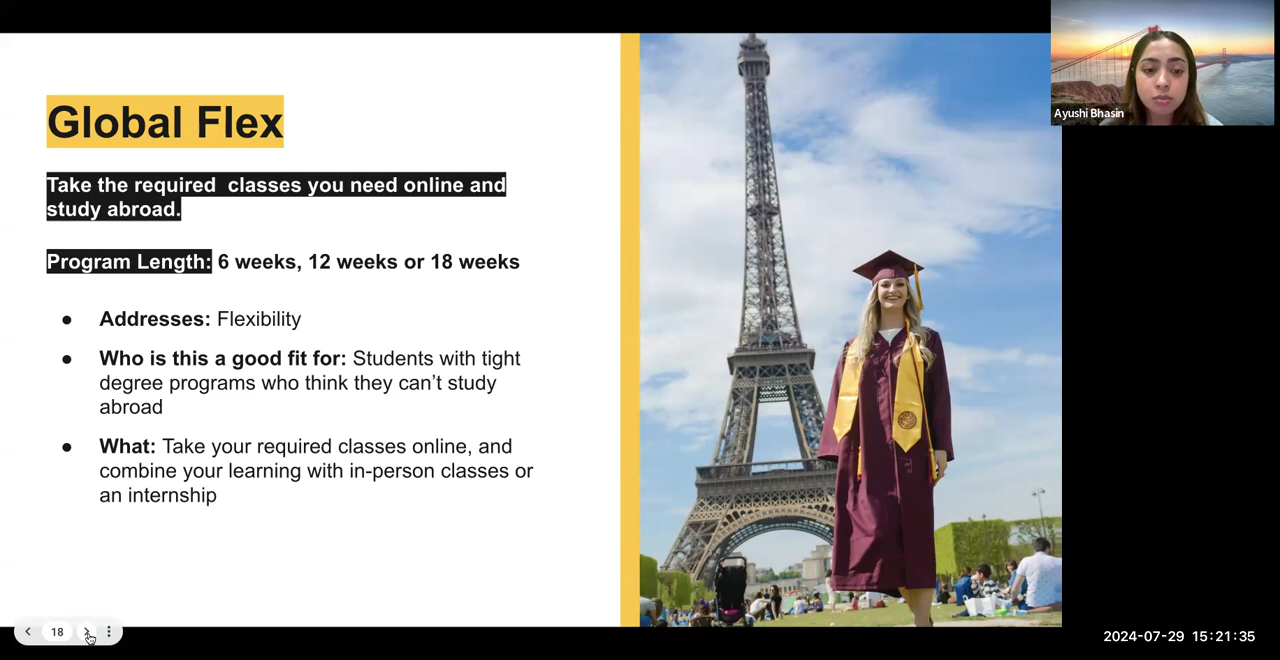 Global Flex
Take the required  classes you need online and
study abroad.
Program Length: 6 weeks, 12 weeks or 18 weeks
● Addresses: Flexibility
● Who is this a good fit for: Students with tight
degree programs who think they can’t study
abroad
● What: Take your required classes online, and
combine your learning with in-person classes or
an internship
18
Ayushi Bhasin
2024-07-29 15:21:35